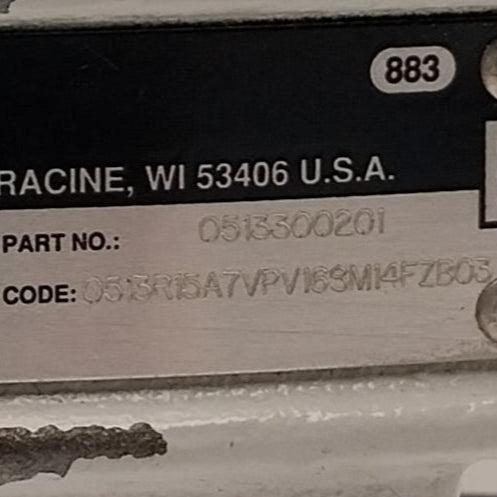 883
RACINE, WI 53406 U.S.A.
PART NO.: 0513300201
CODE: 0513R15A7VPV16SM14FZB03